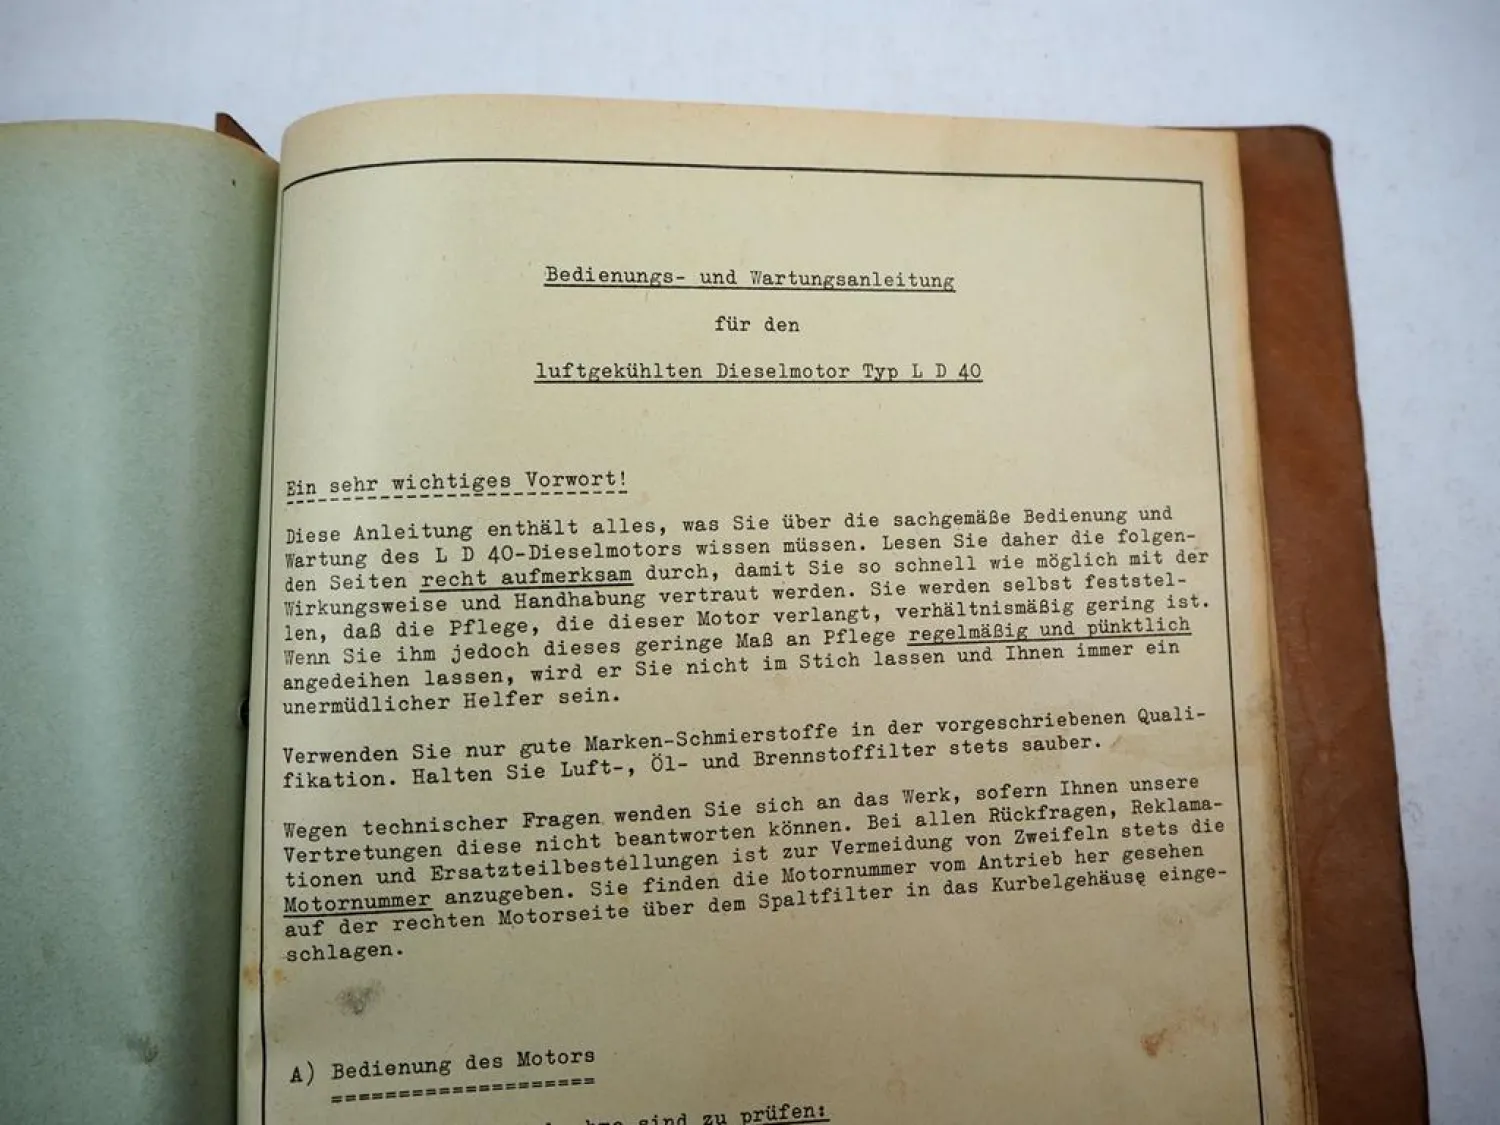 Bedienungs- und Wartungsanleitung
für den
luftgekühlten Dieselmotor Typ L D 40
Ein sehr wichtiges Vorwort!
Diese Anleitung enthält alles, was Sie über die sachgemäße Bedienung und
Wartung des L D 40-Dieselmotors wissen müssen. Lesen Sie daher die folgen-
den Seiten recht aufmerksam durch, damit Sie so schnell wie möglich mit der
Wirkungsweise und Handhabung vertraut werden. Sie werden selbst feststel-
len, daß die Pflege, die dieser Motor verlangt, verhältnismäßig gering ist.
Wenn Sie ihm jedoch dieses geringe Maß an Pflege regelmäßig und pünktlich
angedeihen lassen, wird er Sie nicht im Stich lassen und Ihnen immer ein
unermüdlicher Helfer sein.
Verwenden Sie nur gute Marken-Schmierstoffe in der vorgeschriebenen Quali-
fikation. Halten Sie Luft-, Öl- und Brennstoffilter stets sauber.
Wegen technischer Fragen wenden Sie sich an das Werk, sofern Ihnen unsere
Vertretungen diese nicht beantworten können. Bei allen Rückfragen, Reklama-
tionen und Ersatzteilbestellungen ist zur Vermeidung von Zweifeln stets die
Motornummer anzugeben. Sie finden die Motornummer vom Antrieb her gesehen
auf der rechten Motorseite über dem Spaltfilter in das Kurbelgehäuse einge-
schlagen.
A) Bedienung des Motors
sind zu prüfen: